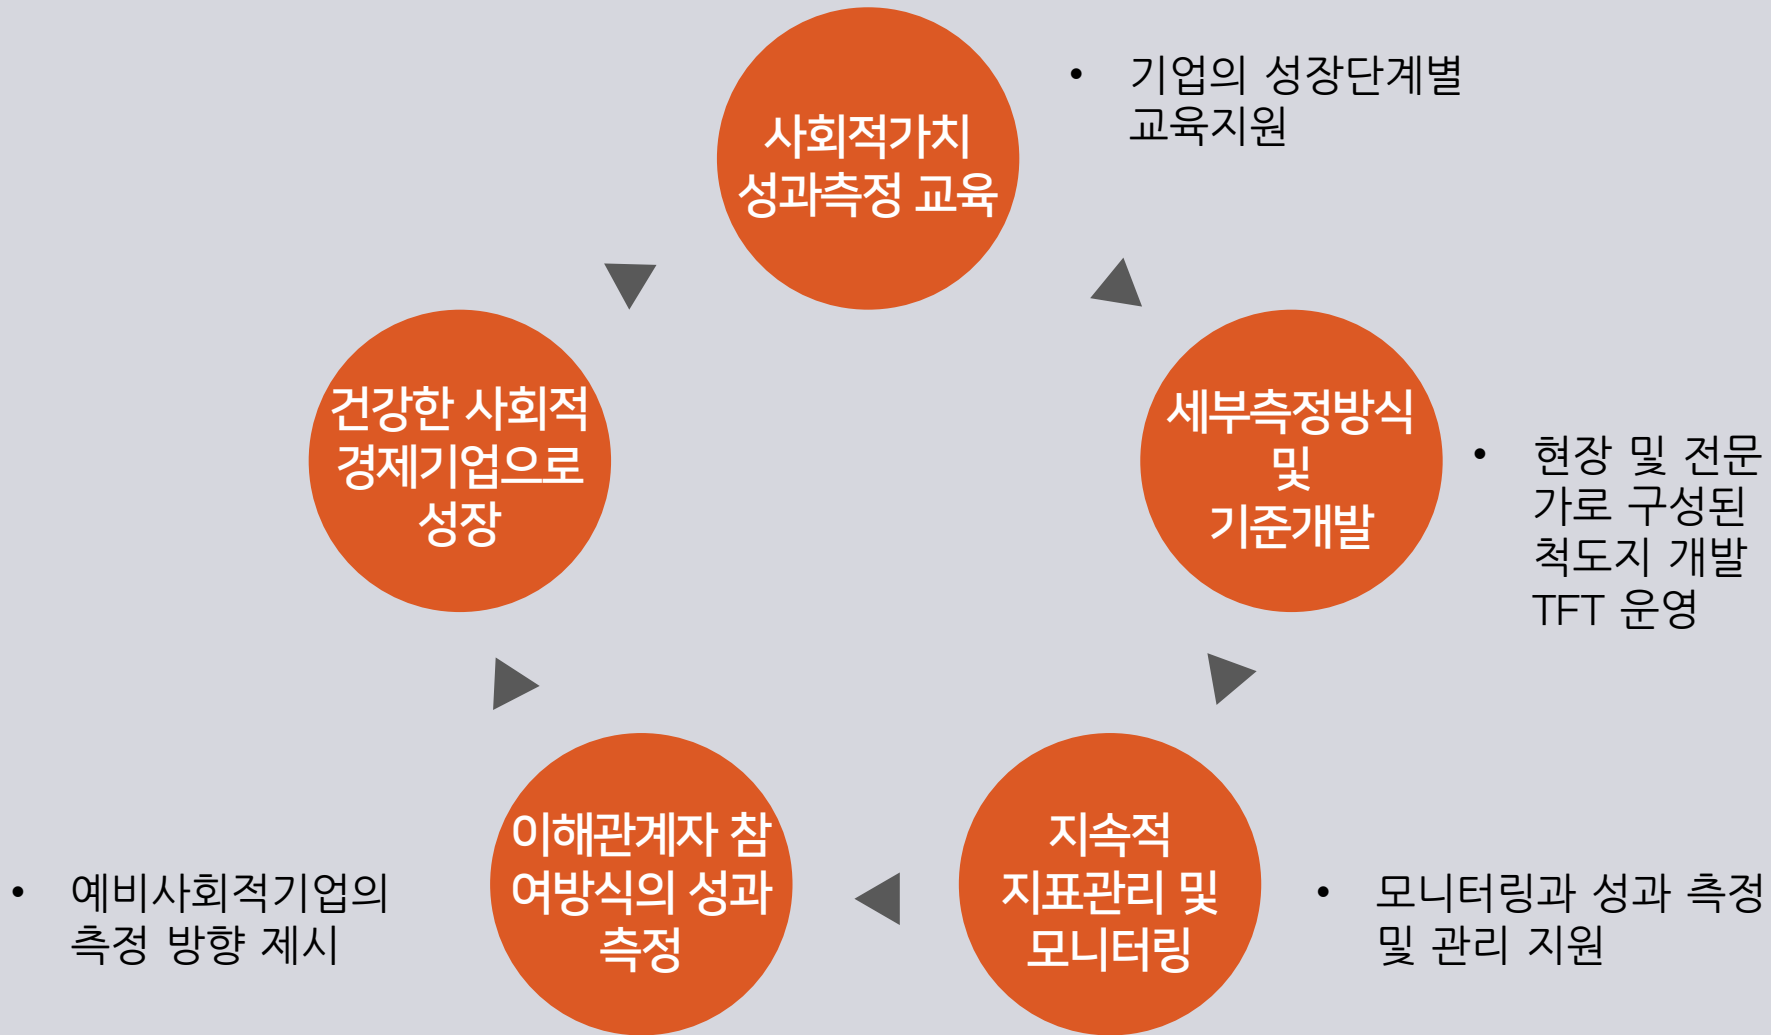 사회적가치
성과측정 교육
• 기업의 성장단계별
교육지원
세부측정방식
및
기준개발
• 현장 및 전문
가로 구성된
척도지 개발
TFT 운영
지속적
지표관리 및
모니터링
• 모니터링과 성과 측정
및 관리 지원
이해관계자 참
여방식의 성과
측정
• 예비사회적기업의
측정 방향 제시
건강한 사회적
경제기업으로
성장